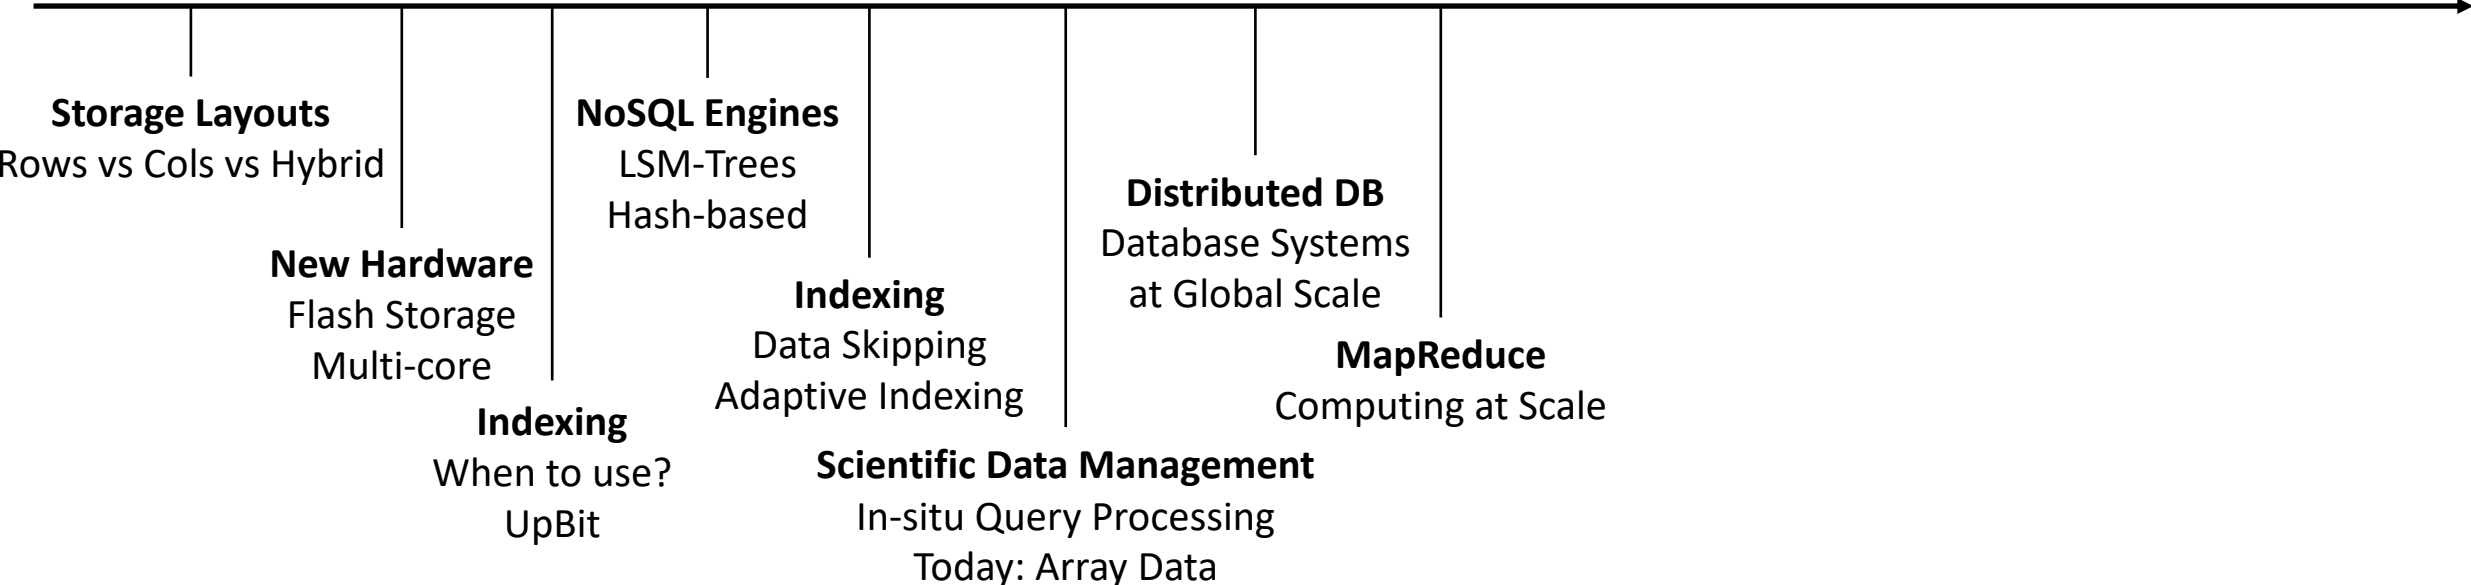 Storage Layouts
Rows vs Cols vs Hybrid
New Hardware
Flash Storage
Multi-core
Indexing
When to use?
UpBit
NoSQL Engines
LSM-Trees
Hash-based
Indexing
Data Skipping
Adaptive Indexing
Scientific Data Management
In-situ Query Processing
Today: Array Data
Distributed DB
Database Systems
at Global Scale
MapReduce
Computing at Scale